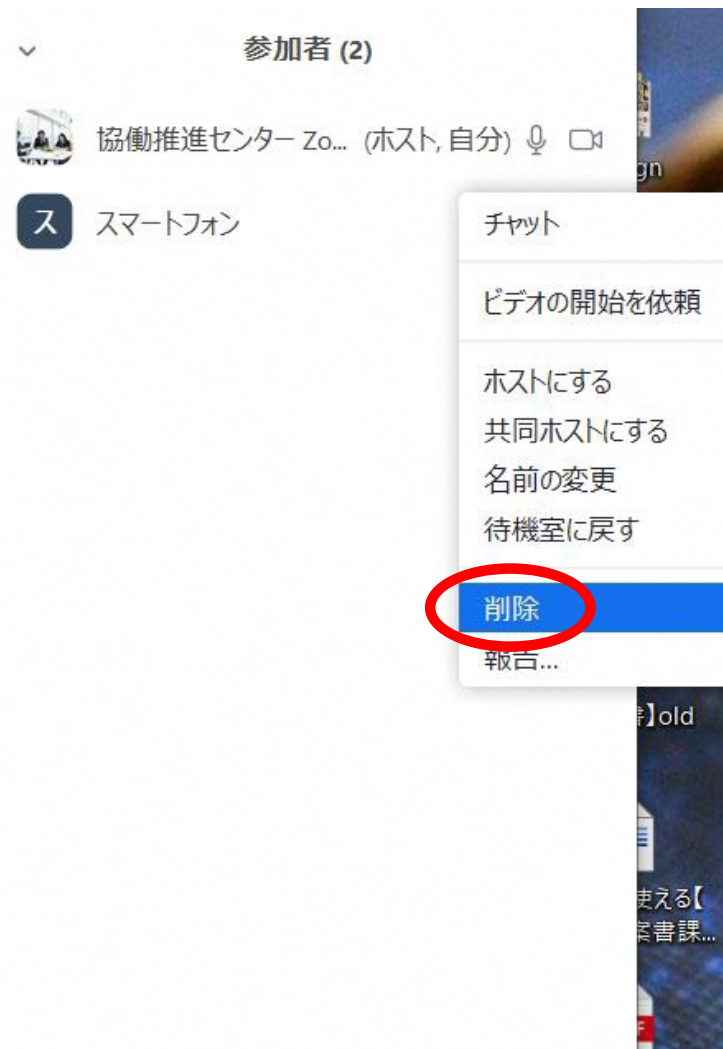 参加者 (2)
協働推進センター Zo... (ホスト, 自分)
ス スマートフォン
チャット
ビデオの開始を依頼
ホストにする
共同ホストにする
名前の変更
待機室に戻す
削除
報告...
】old
使える【
案書課...